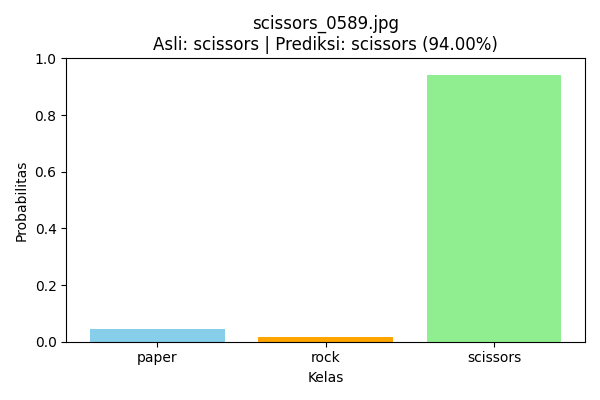 scissors_0589.jpg
Asli: scissors | Prediksi: scissors (94.00%)
1.0
0.8
0.6
0.4
0.2
0.0
Probabilitas
paper rock scissors
Kelas